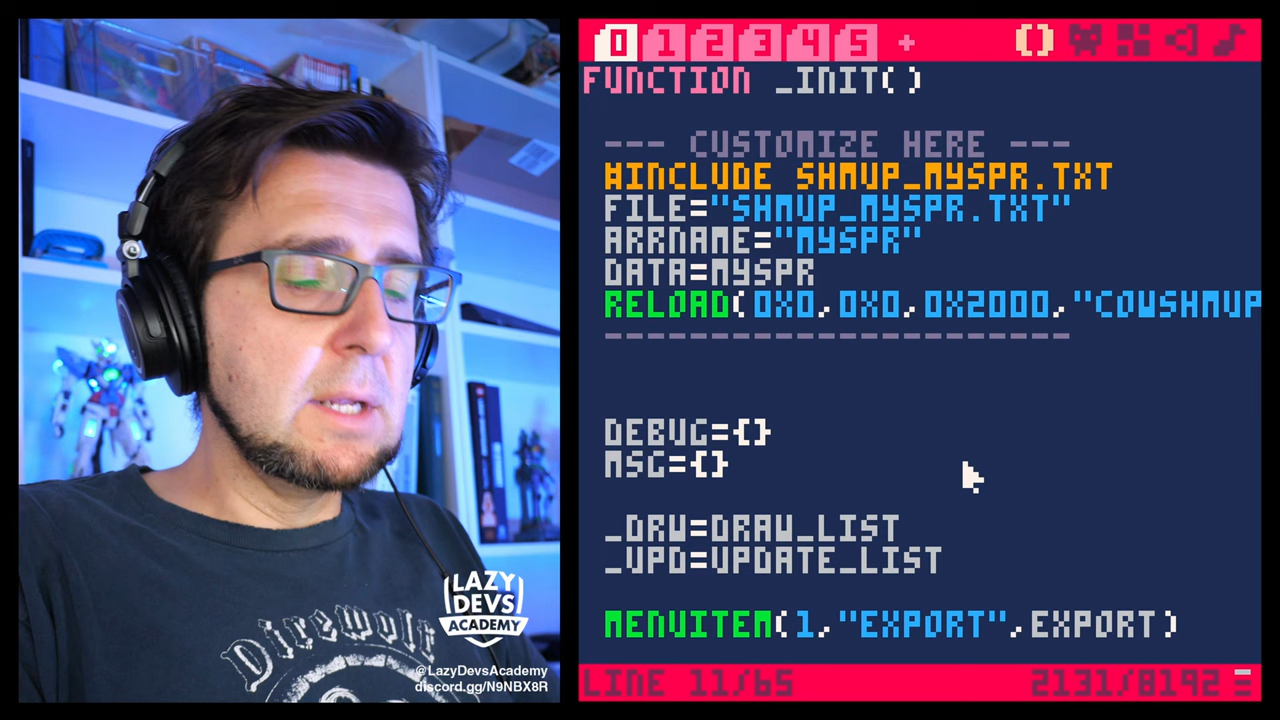 0 1 2 3 4 5 +
FUNCTION _INIT()
--- CUSTOMIZE HERE ---
#INCLUDE SHMUP_MYSPR.TXT
FILE="SHMUP_MYSPR.TXT"
ARRNAME="MYSPR"
DATA=MYSPR
RELOAD(0X0,0X0,0X2000,"COWSHMUP
----------------------
DEBUG={}
MSG={}
_DRW=DRAW_LIST
_UPD=UPDATE_LIST
MENUITEM(1,"EXPORT",EXPORT)
LINE 11/65 2131/8192
Direwolf
LAZY
DEVS
ACADEMY
@LazyDevsAcademy
discord.gg/N9NBX8R